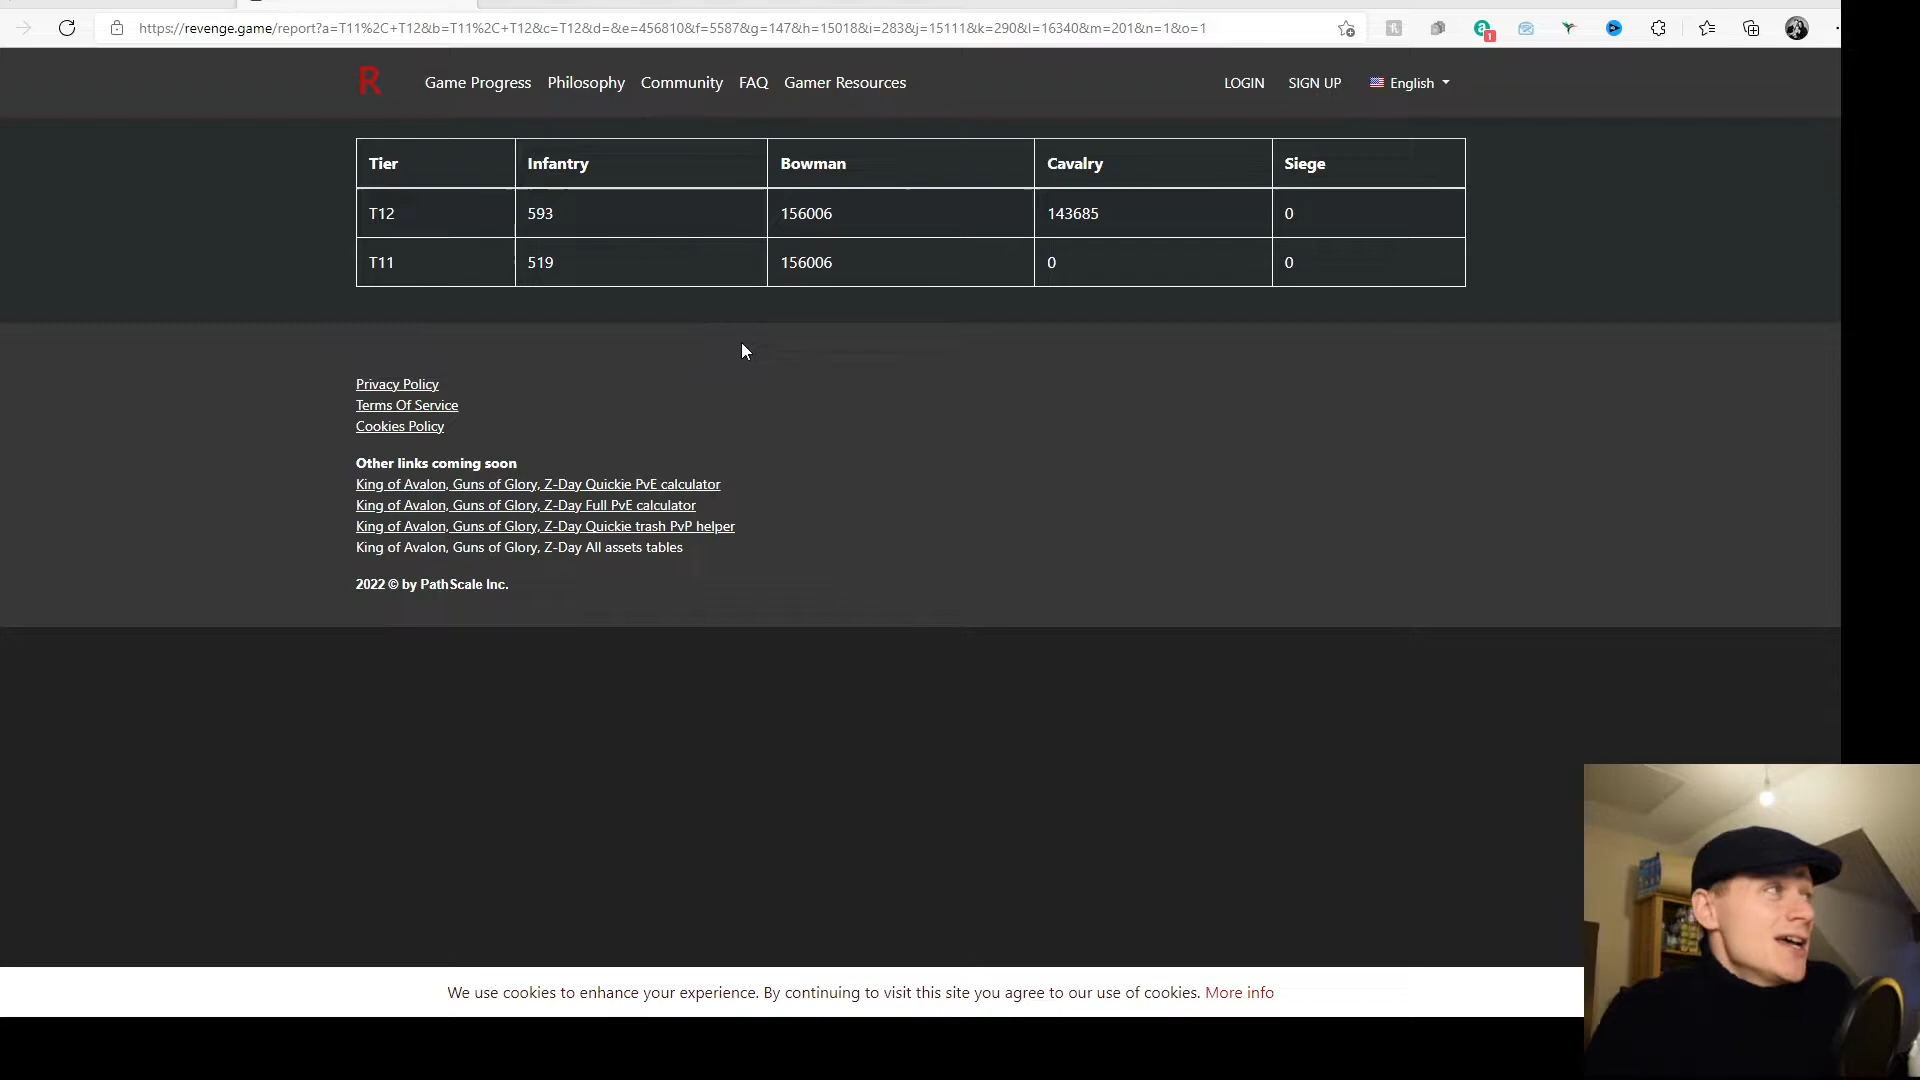 https://revenge.game/report?a=T11%2C+T12&b=T11%2C+T12&c=T12&d=&e=456810&f=5587&g=147&h=15018&i=283&j=15111&k=290&l=16340&m=201&n=1&o=1
1
R Game Progress Philosophy Community FAQ Gamer Resources LOGIN SIGN UP English
Tier Infantry Bowman Cavalry Siege
T12 593 156006 143685 0
T11 519 156006 0 0
Privacy Policy
Terms Of Service
Cookies Policy
Other links coming soon
King of Avalon, Guns of Glory, Z-Day Quickie PvE calculator
King of Avalon, Guns of Glory, Z-Day Full PvE calculator
King of Avalon, Guns of Glory, Z-Day Quickie trash PvP helper
King of Avalon, Guns of Glory, Z-Day All assets tables
2022 © by PathScale Inc.
We use cookies to enhance your experience. By continuing to visit this site you agree to our use of cookies. More info